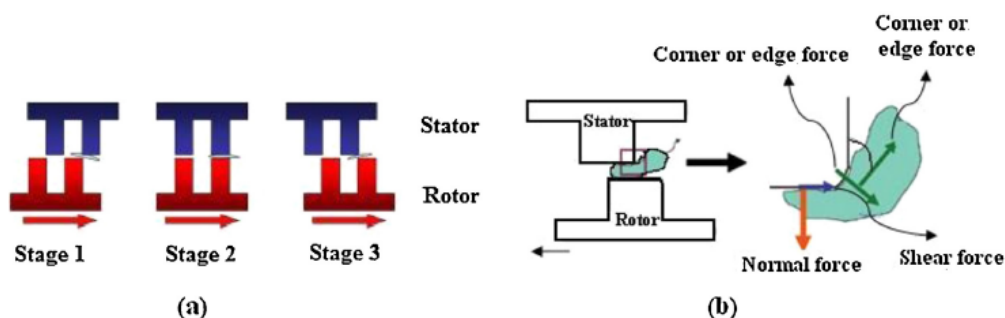 Stator
Rotor
Stage 1
Stage 2
Stage 3
(a)
Stator
Rotor
Corner or edge force
Corner or
edge force
Normal force
Shear force
(b)